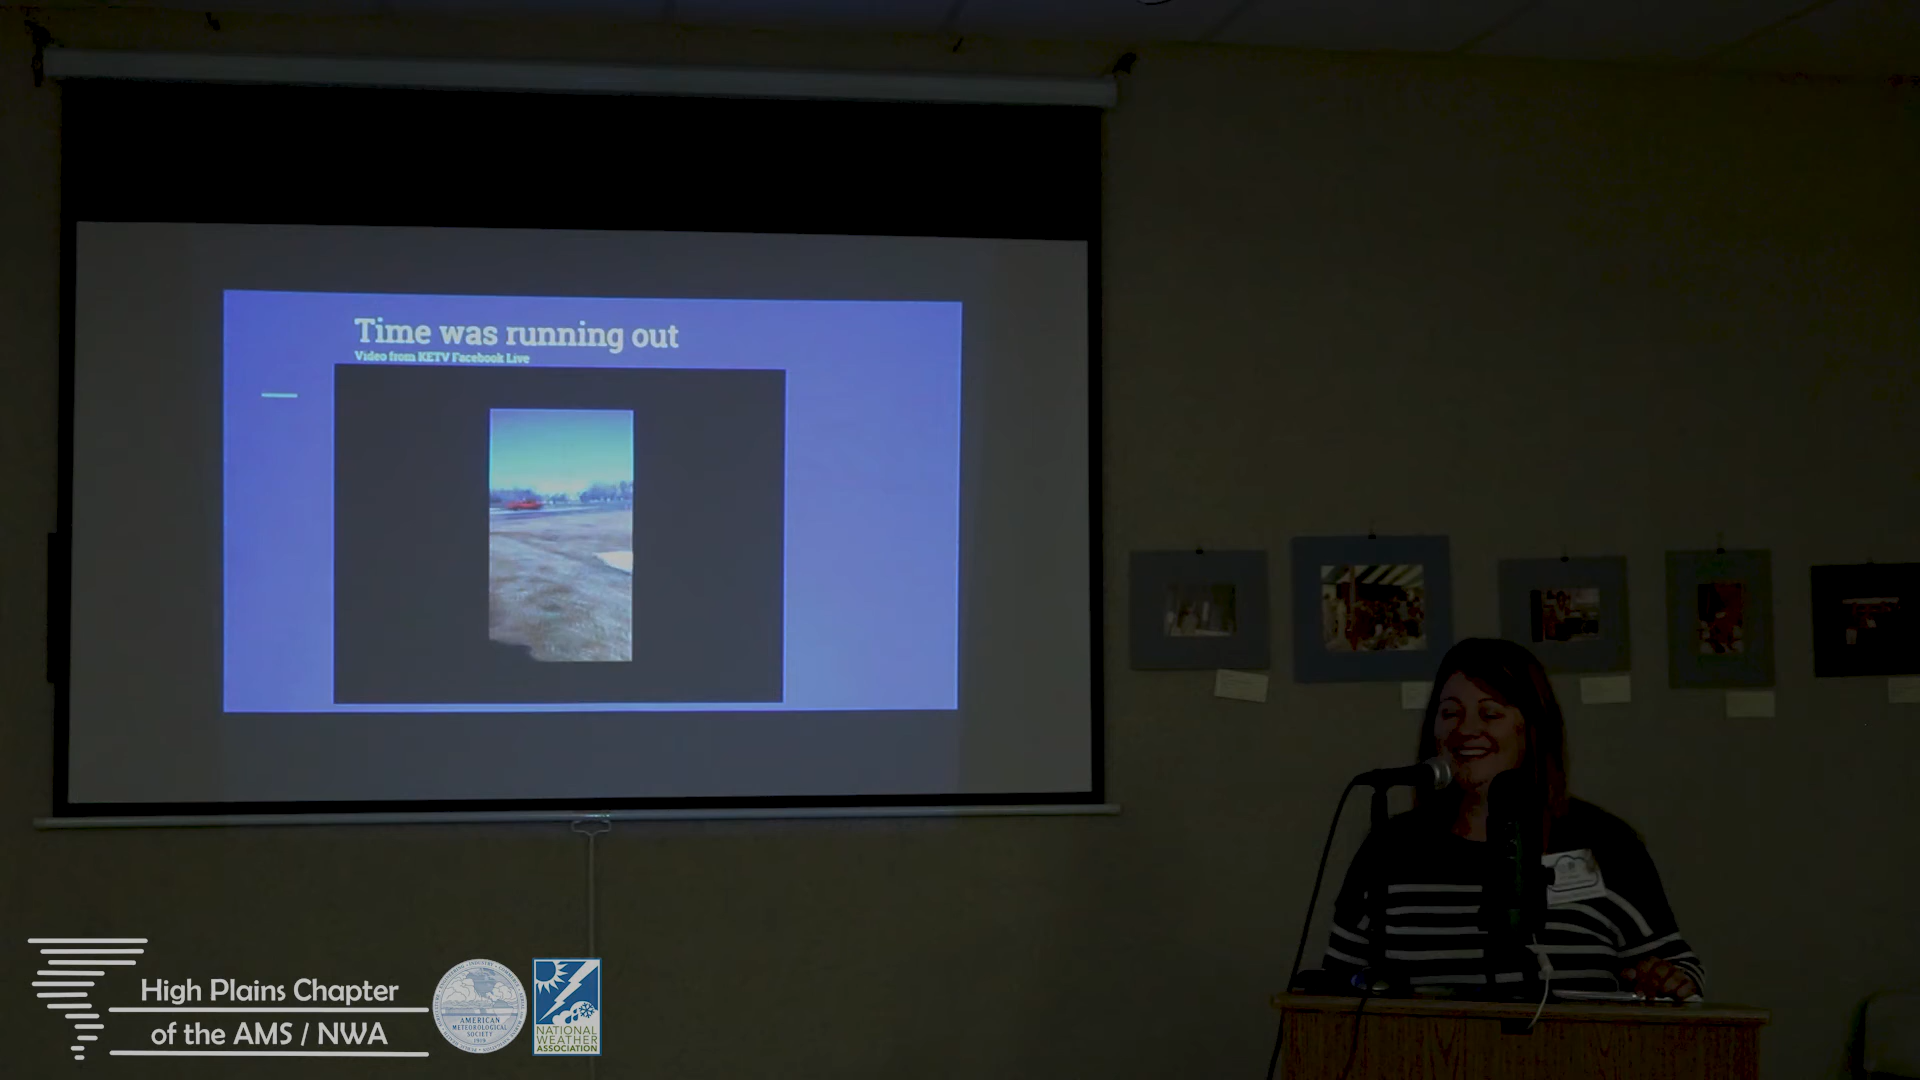 Time was running out
Video from KETV Facebook Live
High Plains Chapter
of the AMS / NWA
AMERICAN
METEOROLOGICAL
SOCIETY
1919
NATIONAL
WEATHER
ASSOCIATION